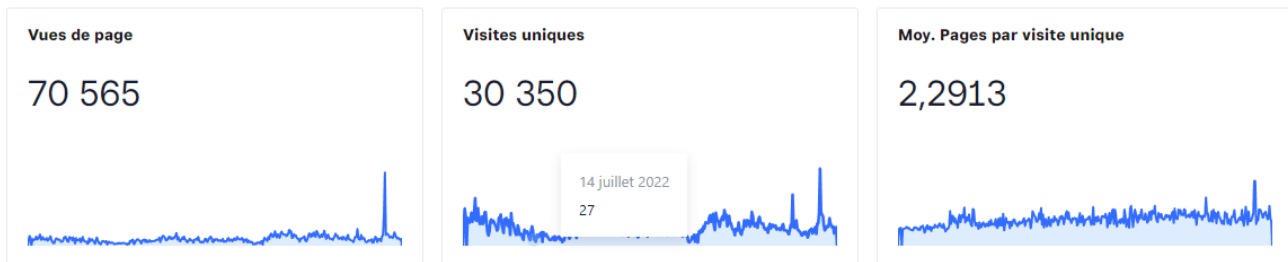 Vues de page
70 565
Visites uniques
30 350
14 juillet 2022
27
Moy. Pages par visite unique
2,2913